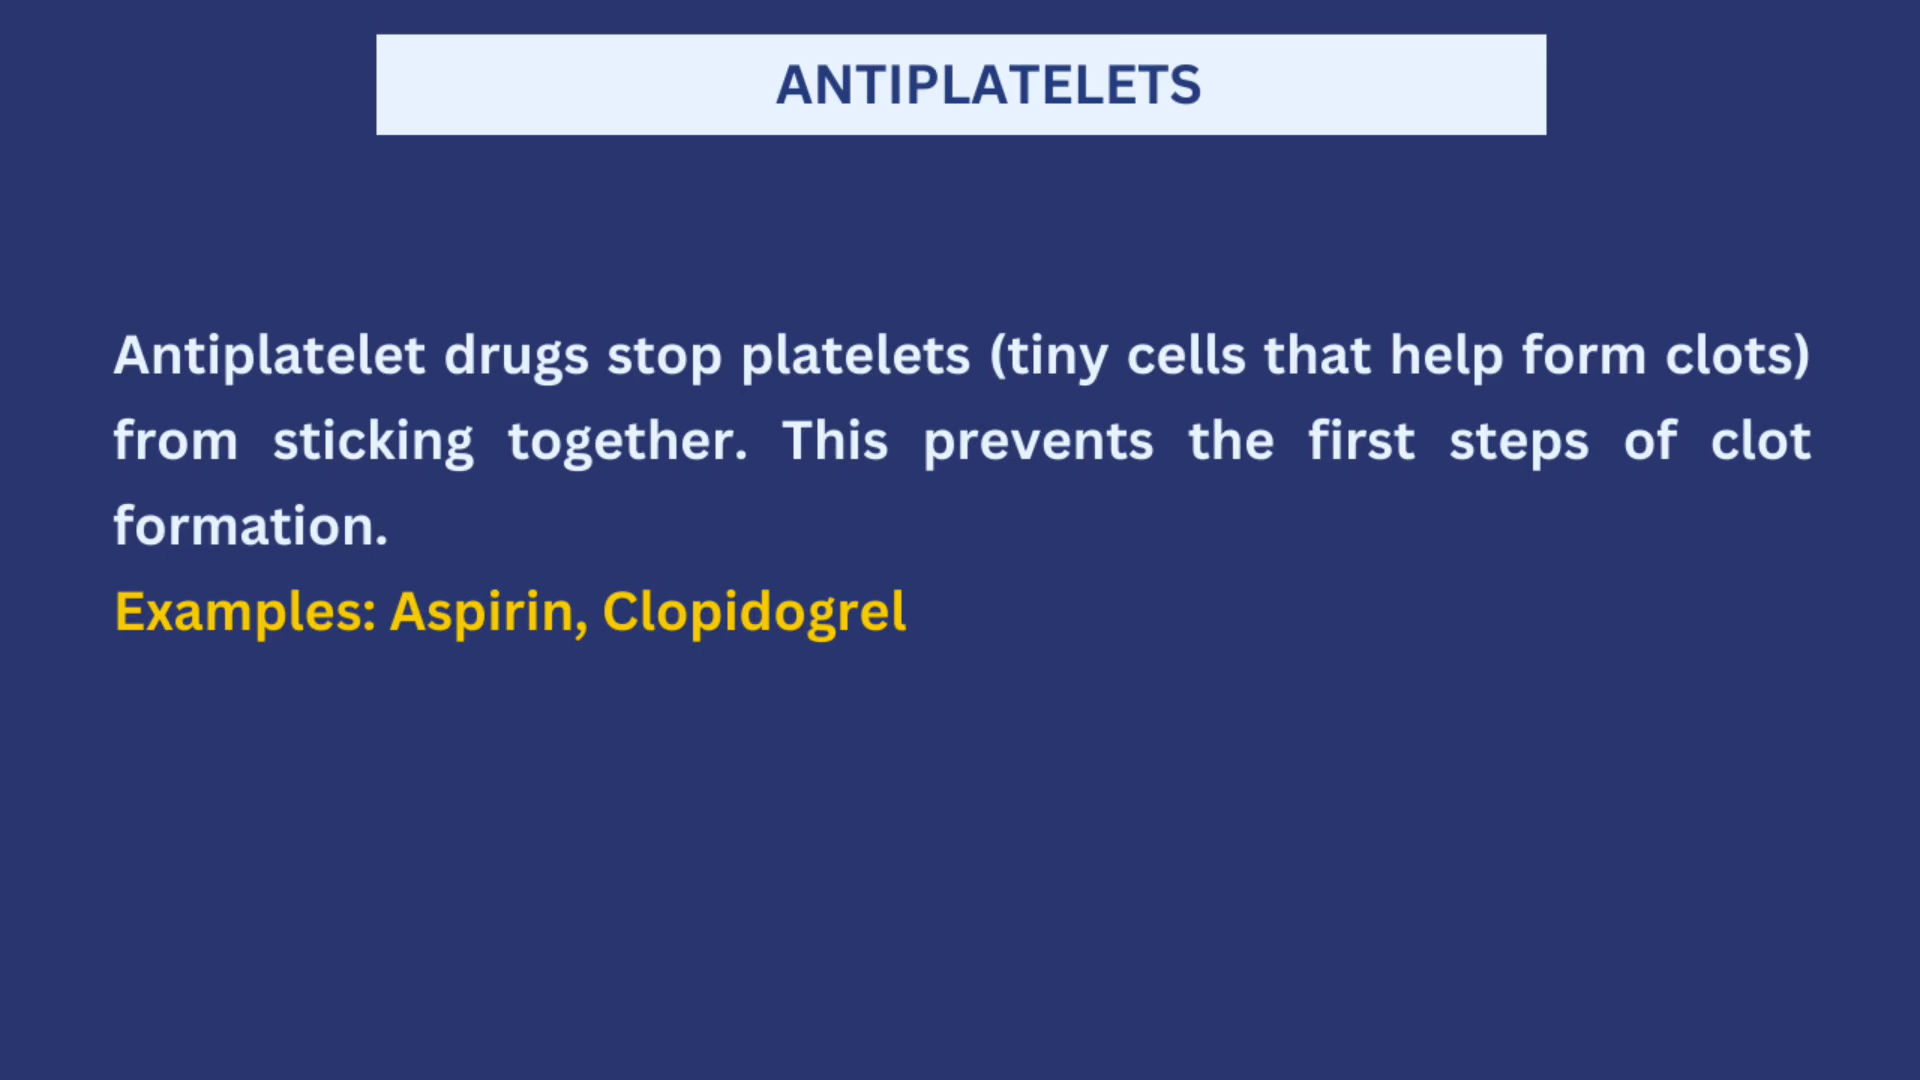 ANTIPLATELETS
Antiplatelet drugs stop platelets (tiny cells that help form clots)
from sticking together. This prevents the first steps of clot
formation.
Examples: Aspirin, Clopidogrel